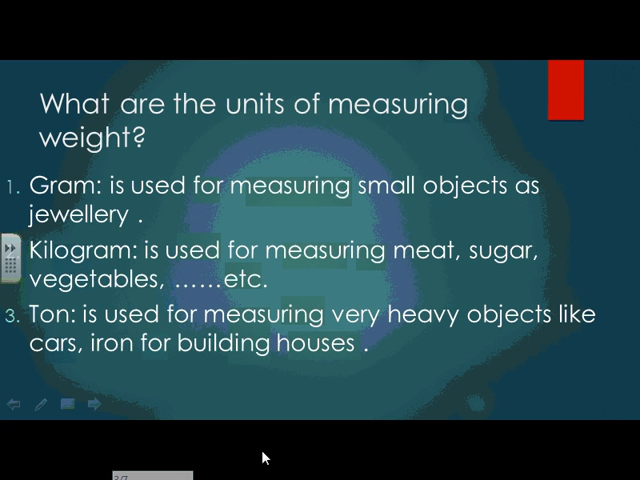 What are the units of measuring
weight?
1. Gram: is used for measuring small objects as
jewellery .
2. Kilogram: is used for measuring meat, sugar,
vegetables, ……etc.
3. Ton: is used for measuring very heavy objects like
cars, iron for building houses .